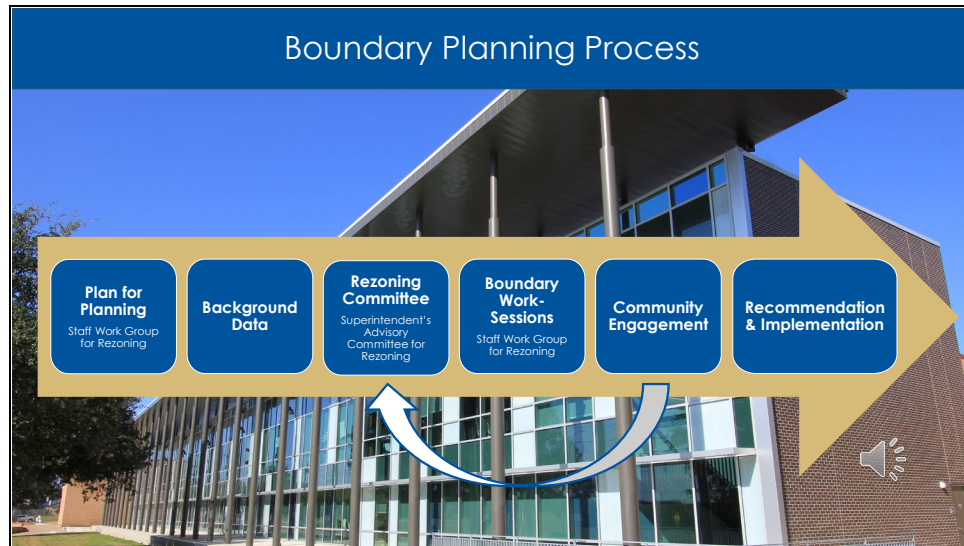 Boundary Planning Process
Plan for
Planning
Staff Work Group
for Rezoning
Background
Data
Rezoning
Committee
Superintendent's
Advisory
Committee for
Rezoning
Boundary
Work-
Sessions
Staff Work Group
for Rezoning
Community
Engagement
Recommendation
& Implementation
4